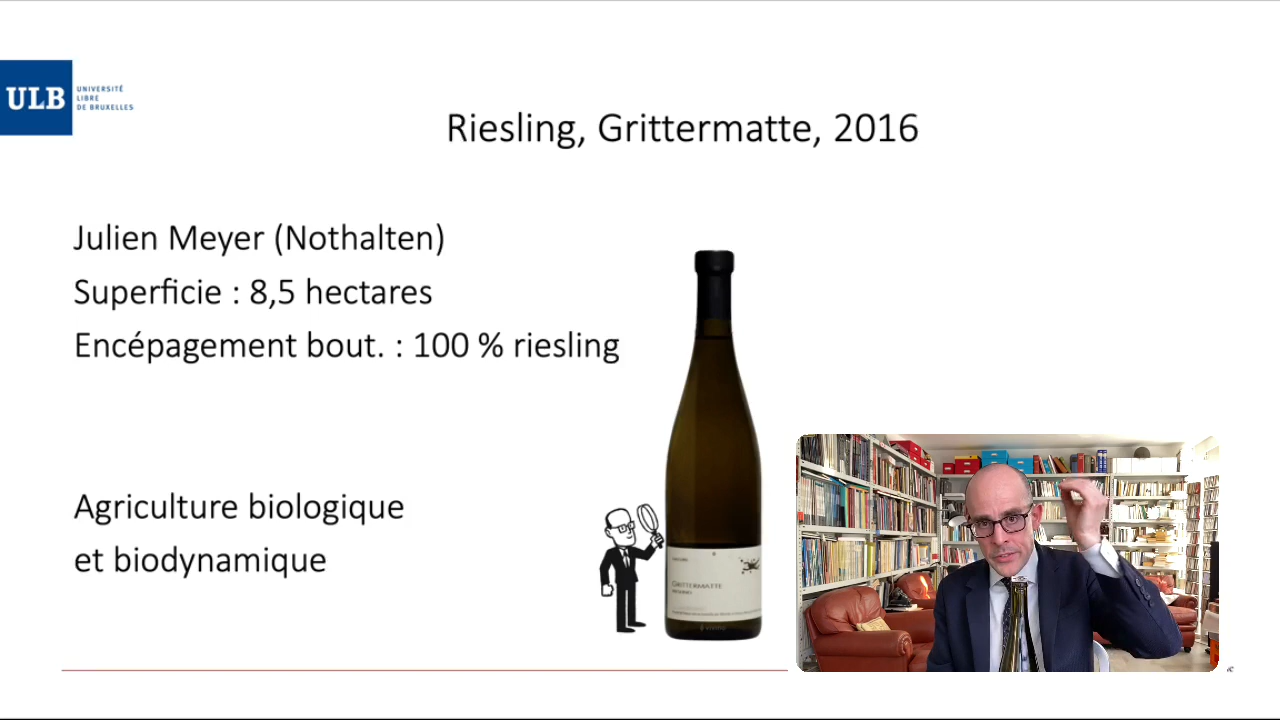 ULB
UNIVERSITÉ
LIBRE
DE BRUXELLES
Riesling, Grittermatte, 2016
Julien Meyer (Nothalten)
Superficie : 8,5 hectares
Encépagement bout. : 100 % riesling
Agriculture biologique
et biodynamique
GRITTERMATTE
RIESLING